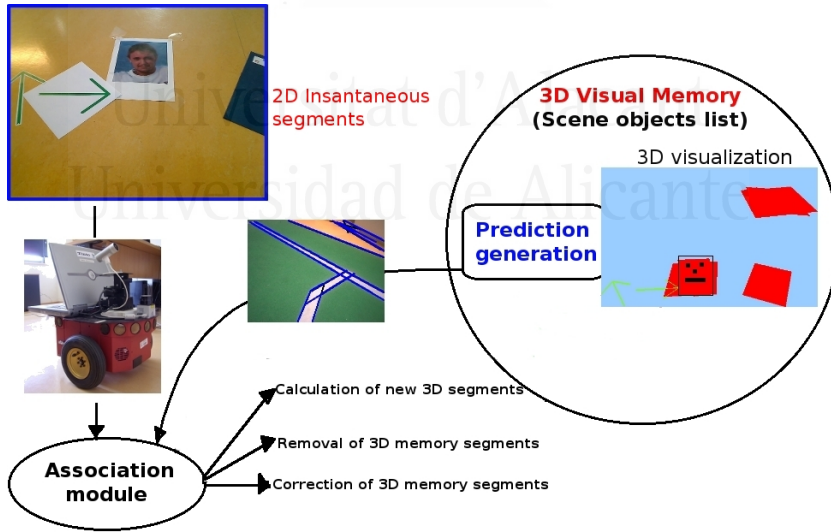 2D Insantaneous
segments
3D Visual Memory
(Scene objects list)
3D visualization
Prediction
generation
Universitat d'Alacant
Universidad de Alicante
Calculation of new 3D segments
Removal of 3D memory segments
Correction of 3D memory segments
Association
module